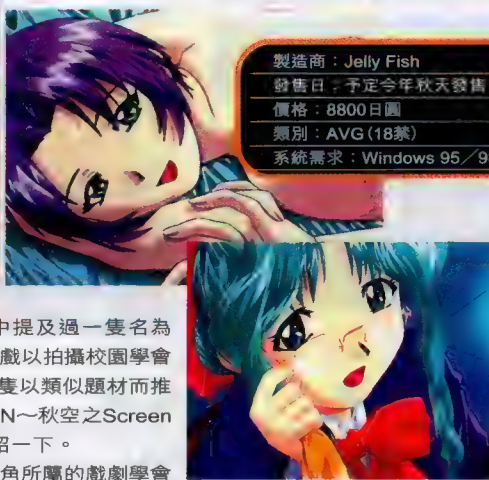 製造商：Jelly Fish
發售日：予定今年秋天發售
價格：8800日圓
類別：AVG（18禁）
系統需求：Windows 95／9
中提及過一隻名為
戲以拍攝校園學會
隻以類似題材而推
N～秋空之Screen
紹一下。
角所屬的戲劇學會